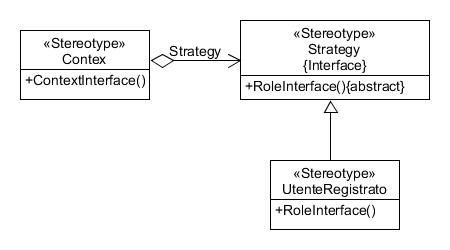 «Stereotype»
Contex
+ContextInterface()
Strategy
«Stereotype»
Strategy
{Interface}
+RoleInterface(){abstract}
«Stereotype»
UtenteRegistrato
+RoleInterface()